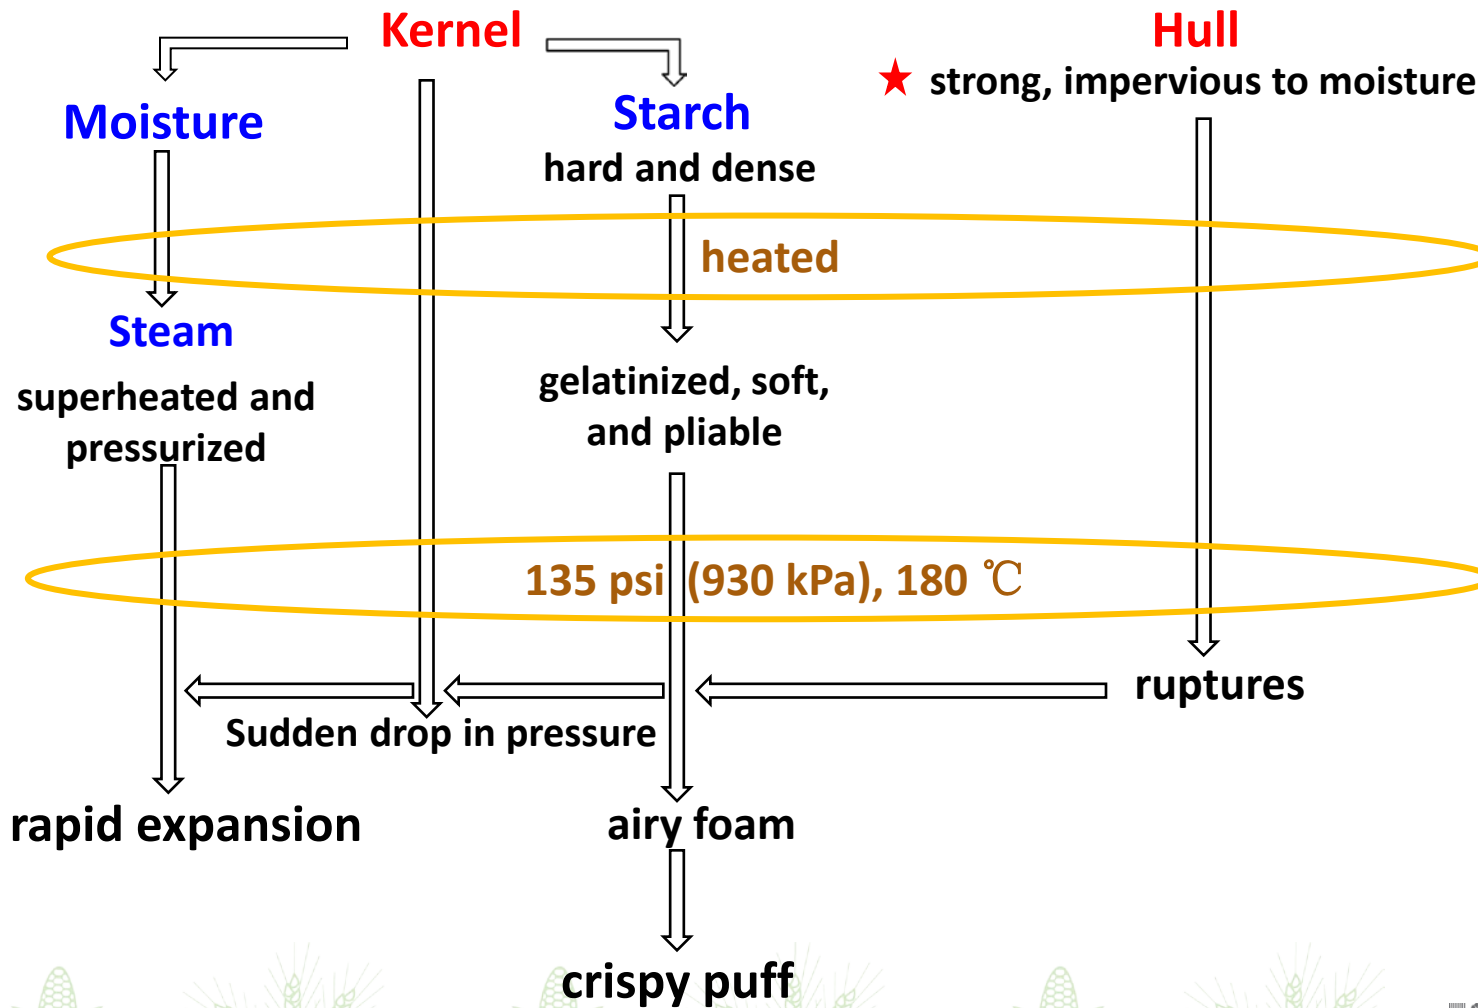 Kernel
Hull
★ strong, impervious to moisture
Moisture
Starch
hard and dense
heated
Steam
superheated and
pressurized
gelatinized, soft,
and pliable
135 psi (930 kPa), 180 ℃
ruptures
Sudden drop in pressure
rapid expansion
airy foam
crispy puff